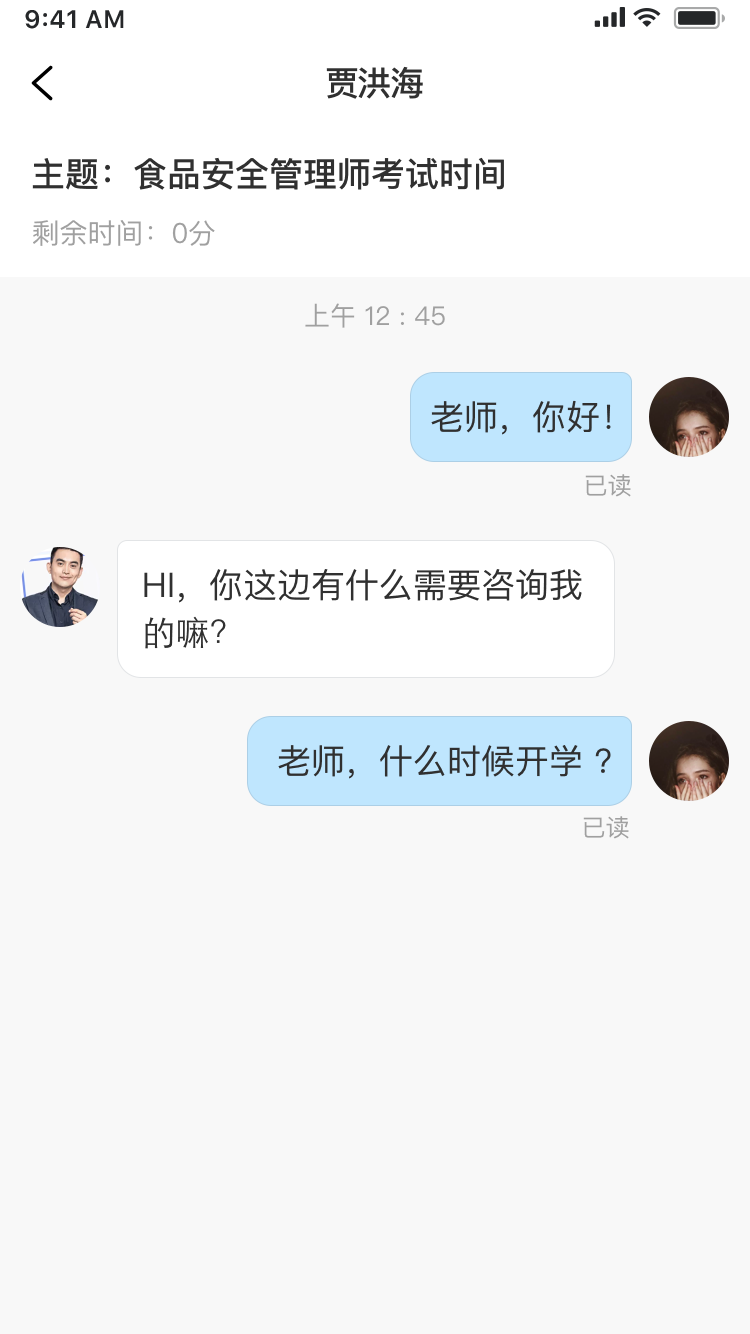 9:41 AM
贾洪海
主题：食品安全管理师考试时间
剩余时间：0分
上午 12 : 45
老师，你好！
已读
HI，你这边有什么需要咨询我
的嘛？
老师，什么时候开学 ？
已读